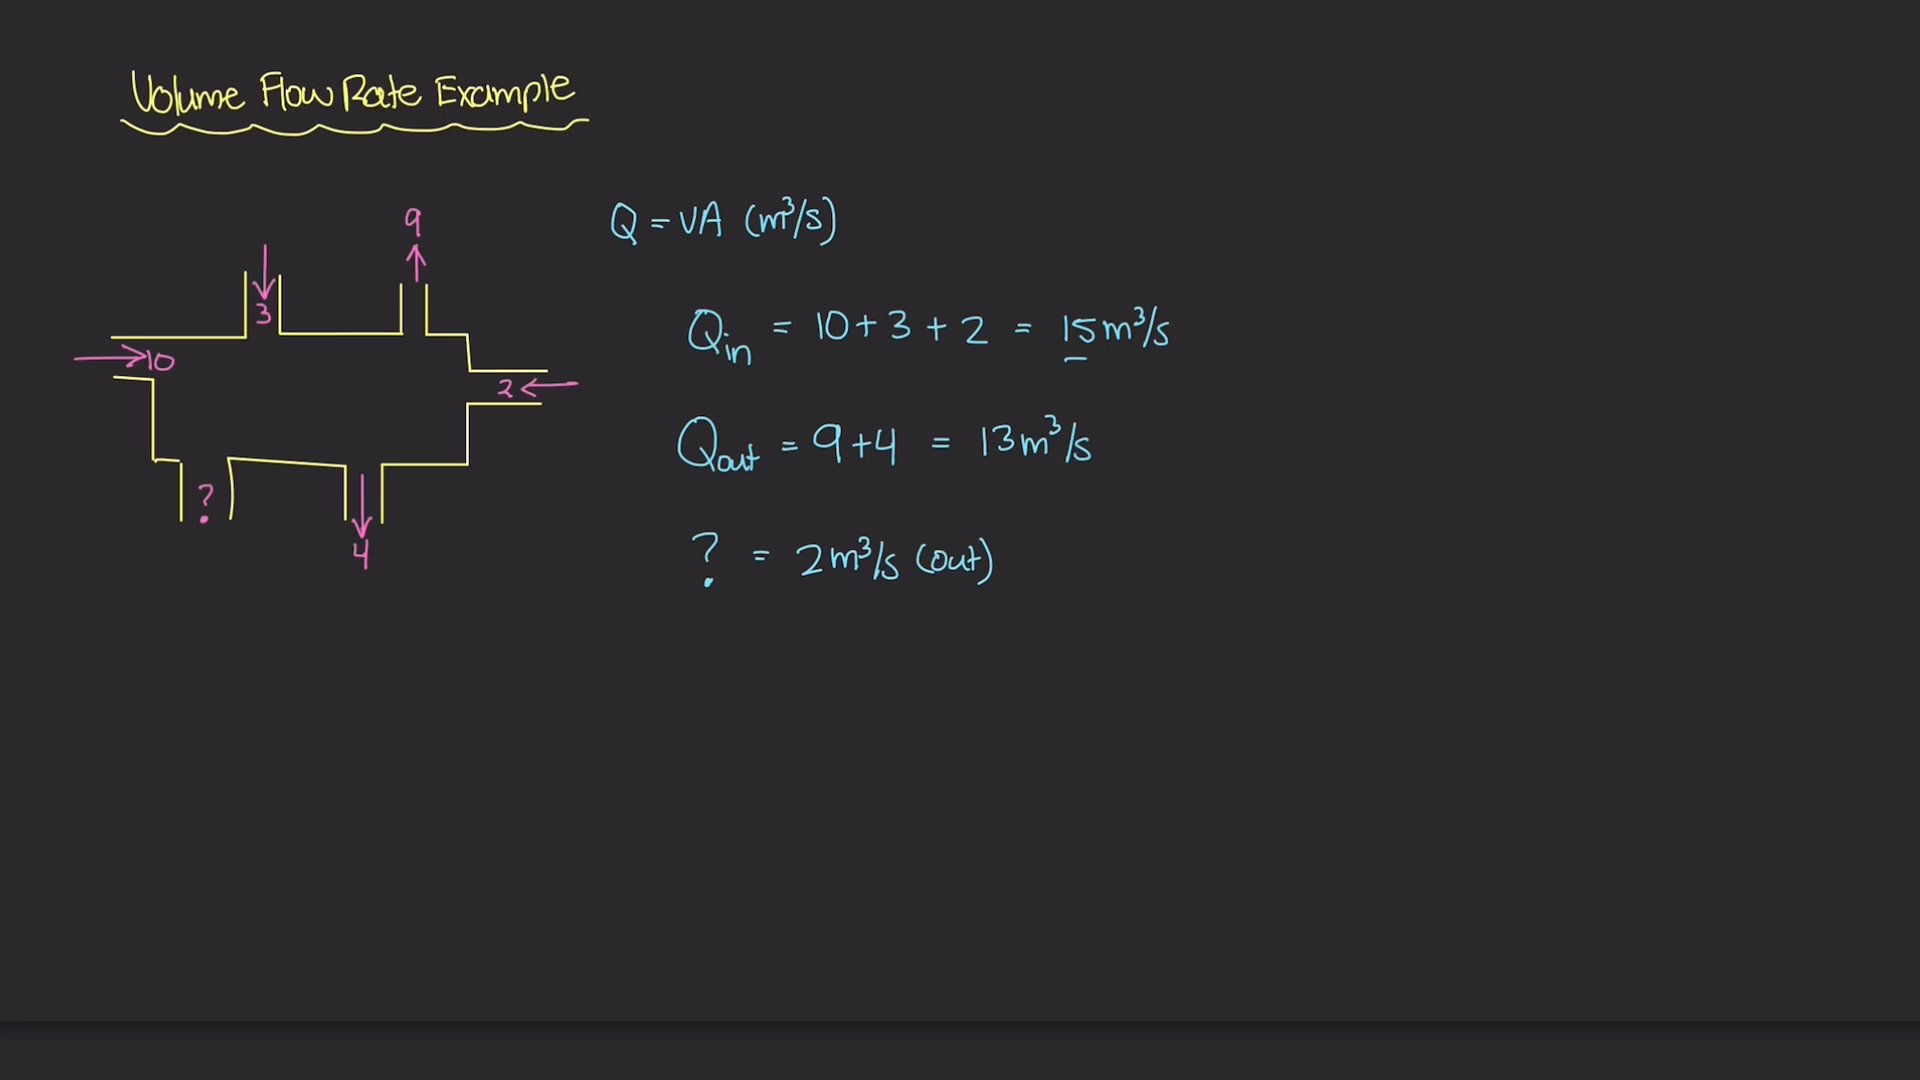 Volume Flow Rate Example
9
3
10
2
?
4
Q = VA (m³/s)
Qin = 10 + 3 + 2 = 15 m³/s
Qout = 9 + 4 = 13 m³/s
? = 2 m³/s (out)